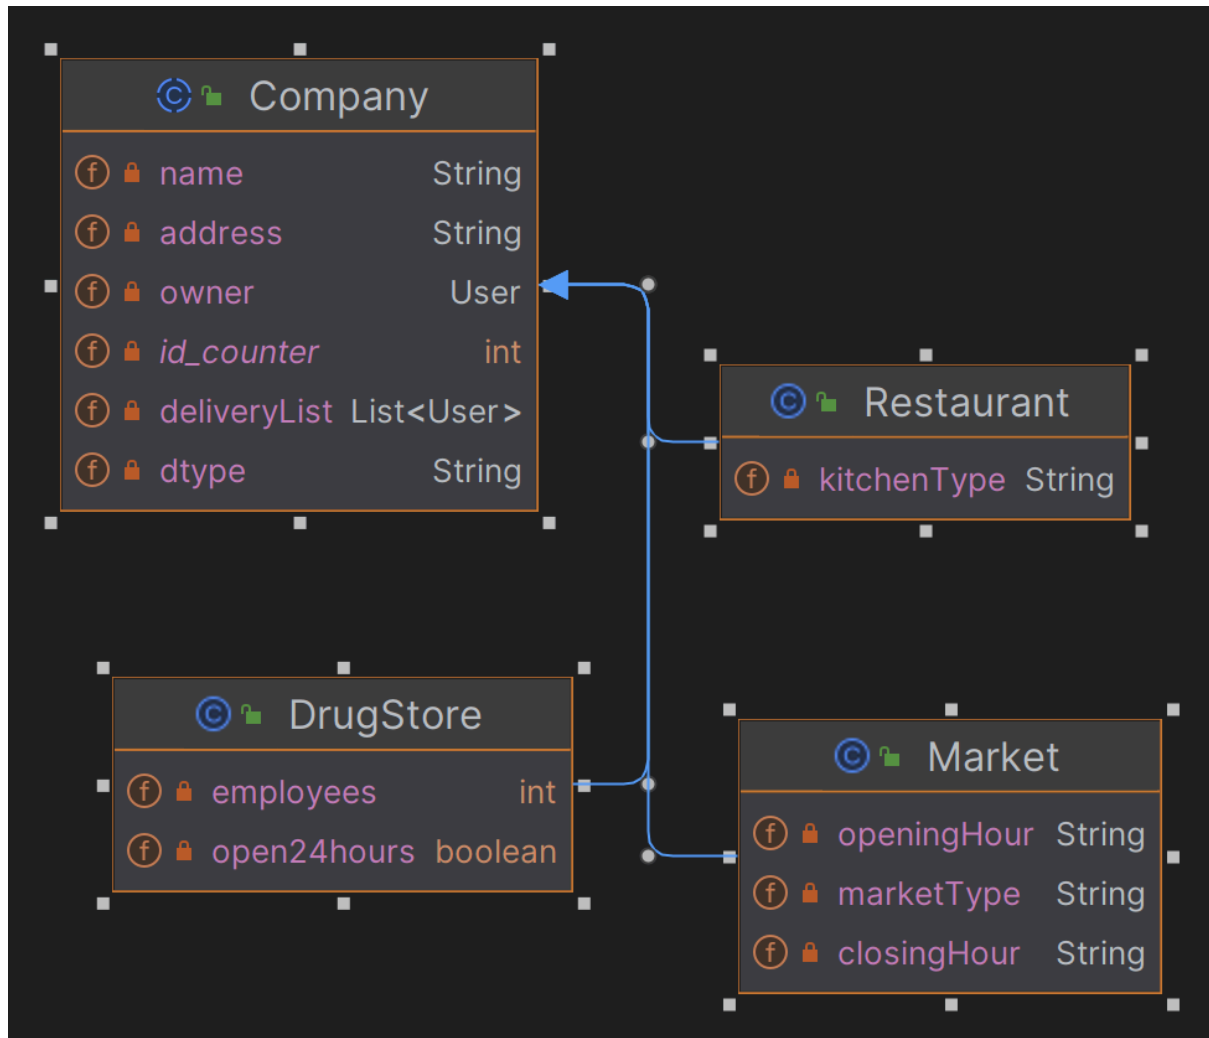 Company
name String
address String
owner User
id_counter int
deliveryList List<User>
dtype String
Restaurant
kitchenType String
DrugStore
employees int
open24hours boolean
Market
openingHour String
marketType String
closingHour String